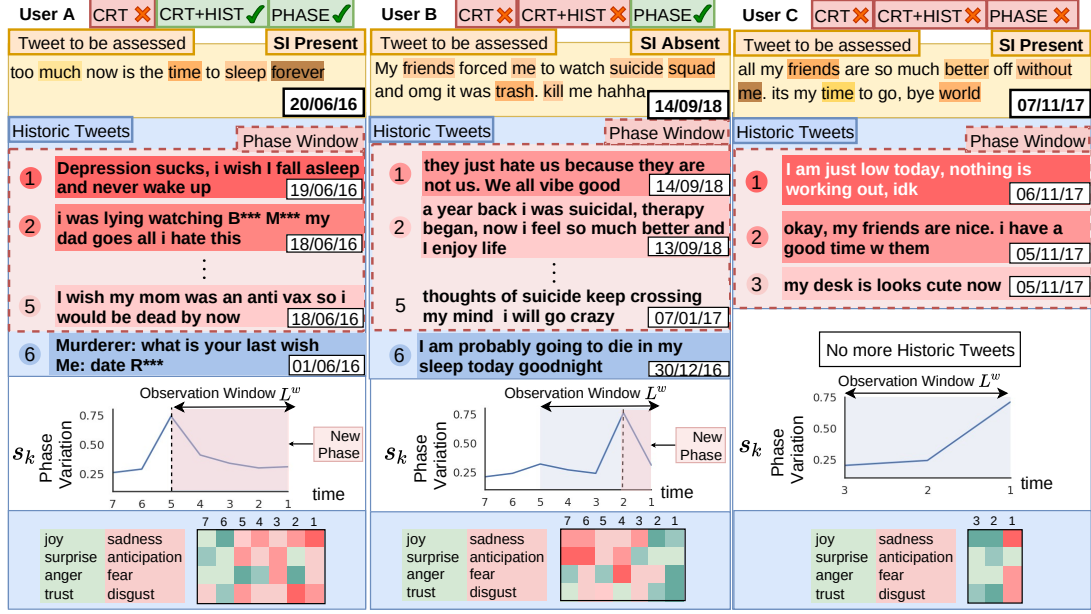 User A
CRT ✗
CRT+HIST ✓
PHASE ✓
Tweet to be assessed
SI Present
too much now is the time to sleep forever
20/06/16
Historic Tweets
Phase Window
1
Depression sucks, i wish I fall asleep
and never wake up
19/06/16
2
i was lying watching B*** M*** my
dad goes all i hate this
18/06/16
⋮
5
I wish my mom was an anti vax so i
would be dead by now
18/06/16
6
Murderer: what is your last wish
Me: date R***
01/06/16
Observation Window L^w
s_k
Phase
Variation
0.75
0.50
0.25
7 6 5 4 3 2 1
time
New
Phase
7 6 5 4 3 2 1
joy sadness
surprise anticipation
anger fear
trust disgust
User B
CRT ✗
CRT+HIST ✗
PHASE ✓
Tweet to be assessed
SI Absent
My friends forced me to watch suicide squad
and omg it was trash. kill me hahha
14/09/18
Historic Tweets
Phase Window
1
they just hate us because they are
not us. We all vibe good
14/09/18
2
a year back i was suicidal, therapy
began, now i feel so much better and
I enjoy life
13/09/18
⋮
5
thoughts of suicide keep crossing
my mind i will go crazy
07/01/17
6
I am probably going to die in my
sleep today goodnight
30/12/16
Observation Window L^w
s_k
Phase
Variation
0.75
0.50
0.25
7 6 5 4 3 2 1
time
New
Phase
7 6 5 4 3 2 1
joy sadness
surprise anticipation
anger fear
trust disgust
User C
CRT ✗
CRT+HIST ✗
PHASE ✗
Tweet to be assessed
SI Present
all my friends are so much better off without
me. its my time to go, bye world
07/11/17
Historic Tweets
Phase Window
1
I am just low today, nothing is
working out, idk
06/11/17
2
okay, my friends are nice. i have a
good time w them
05/11/17
3
my desk is looks cute now
05/11/17
No more Historic Tweets
Observation Window L^w
s_k
Phase
Variation
0.75
0.50
0.25
3 2 1
time
3 2 1
joy sadness
surprise anticipation
anger fear
trust disgust